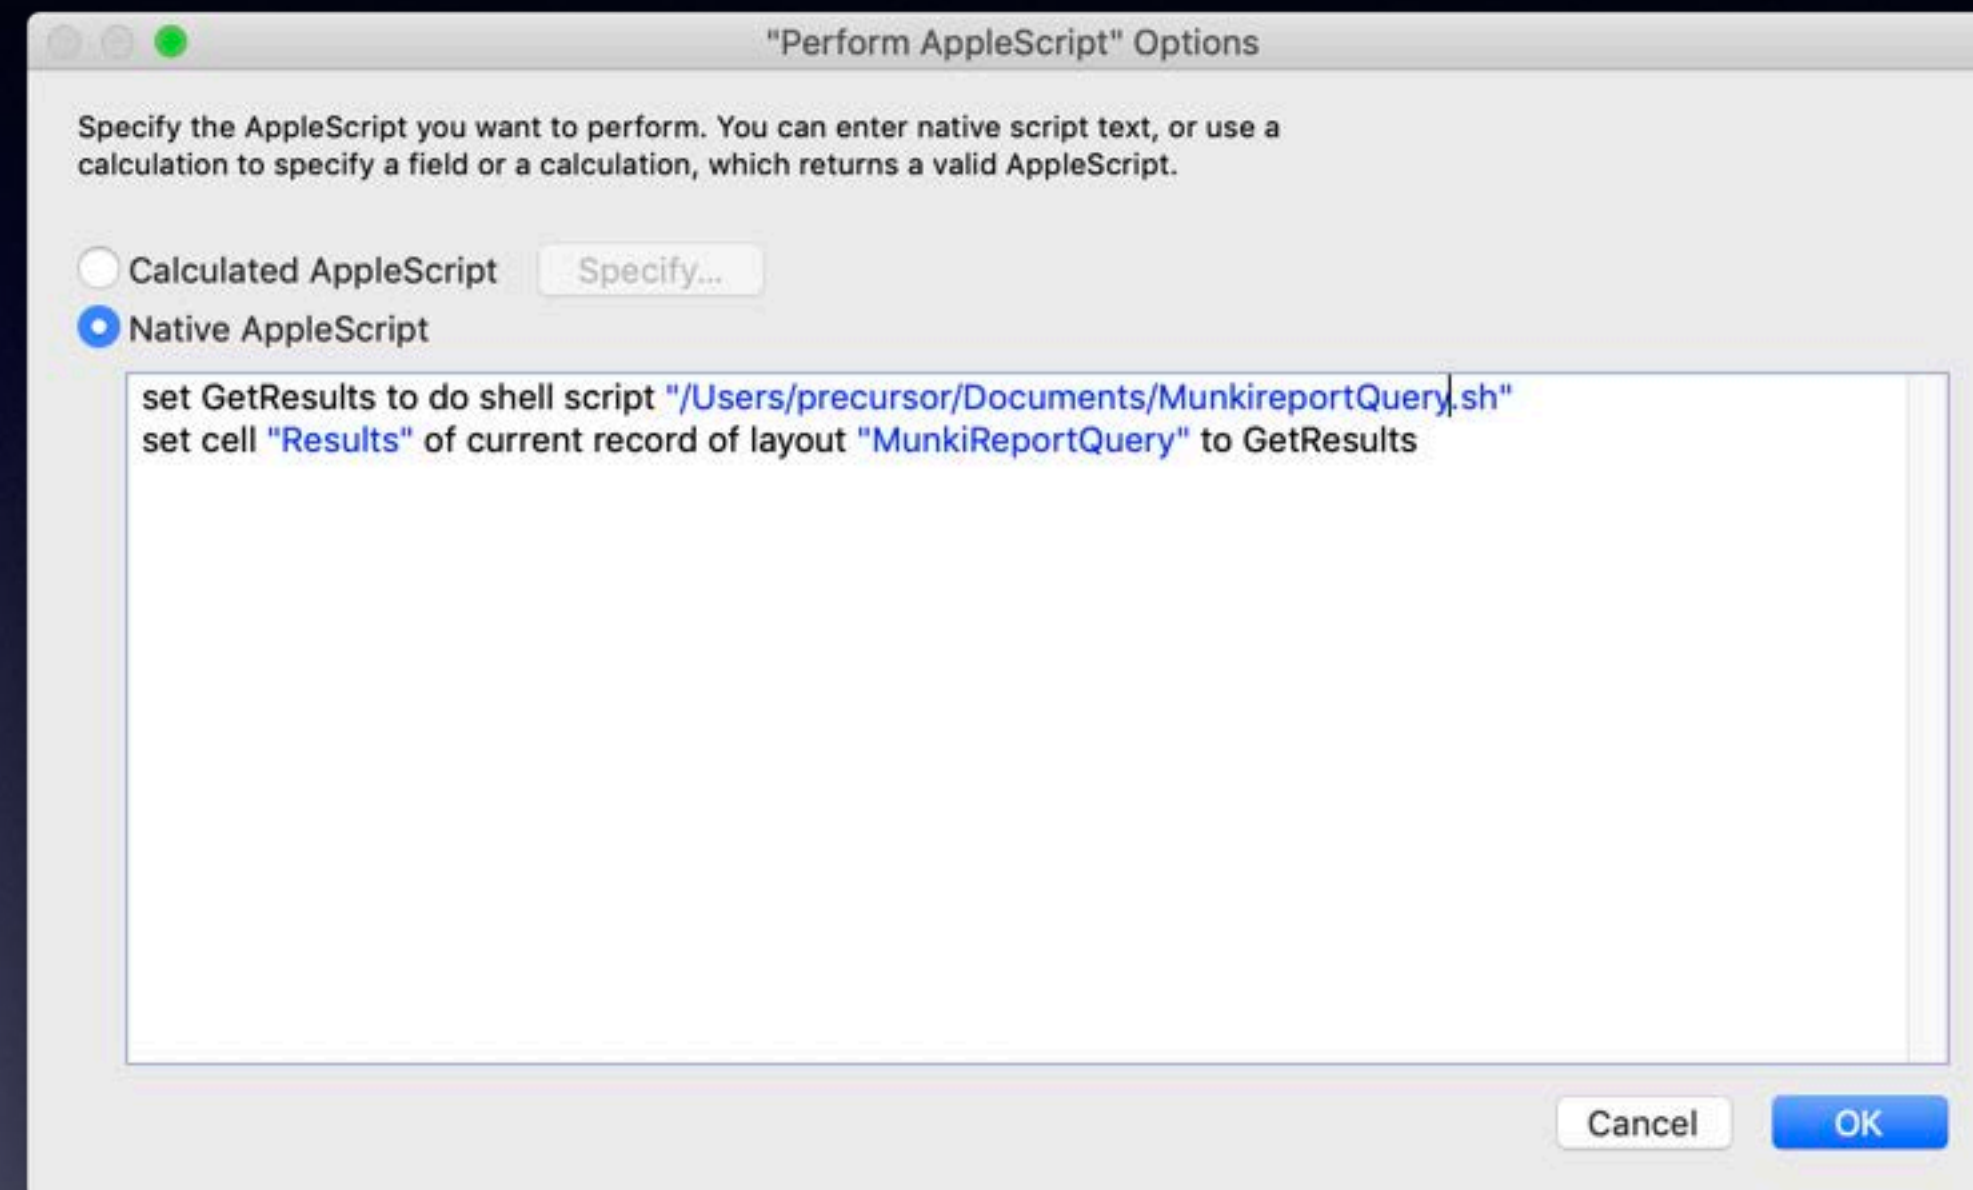 "Perform AppleScript" Options
Specify the AppleScript you want to perform. You can enter native script text, or use a
calculation to specify a field or a calculation, which returns a valid AppleScript.
Calculated AppleScript Specify...
Native AppleScript
set GetResults to do shell script "/Users/precursor/Documents/MunkireportQuery.sh"
set cell "Results" of current record of layout "MunkiReportQuery" to GetResults
Cancel OK